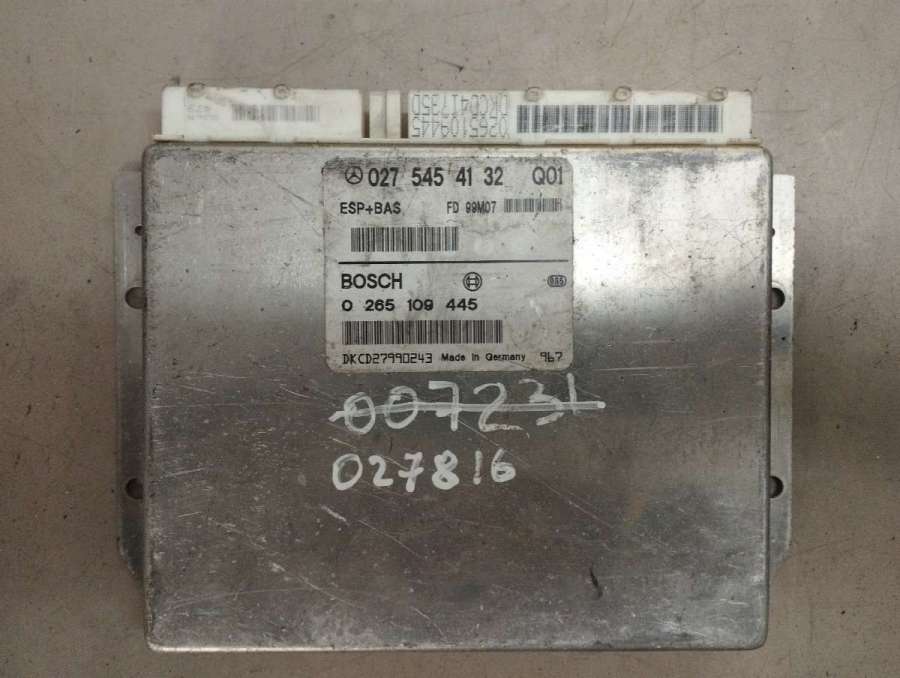 0265109445
DKCD41735D
027 545 41 32 Q01
ESP+BAS FD 99M07
BOSCH
0 265 109 445
DKCD27990243 Made in Germany 967
007231
027816